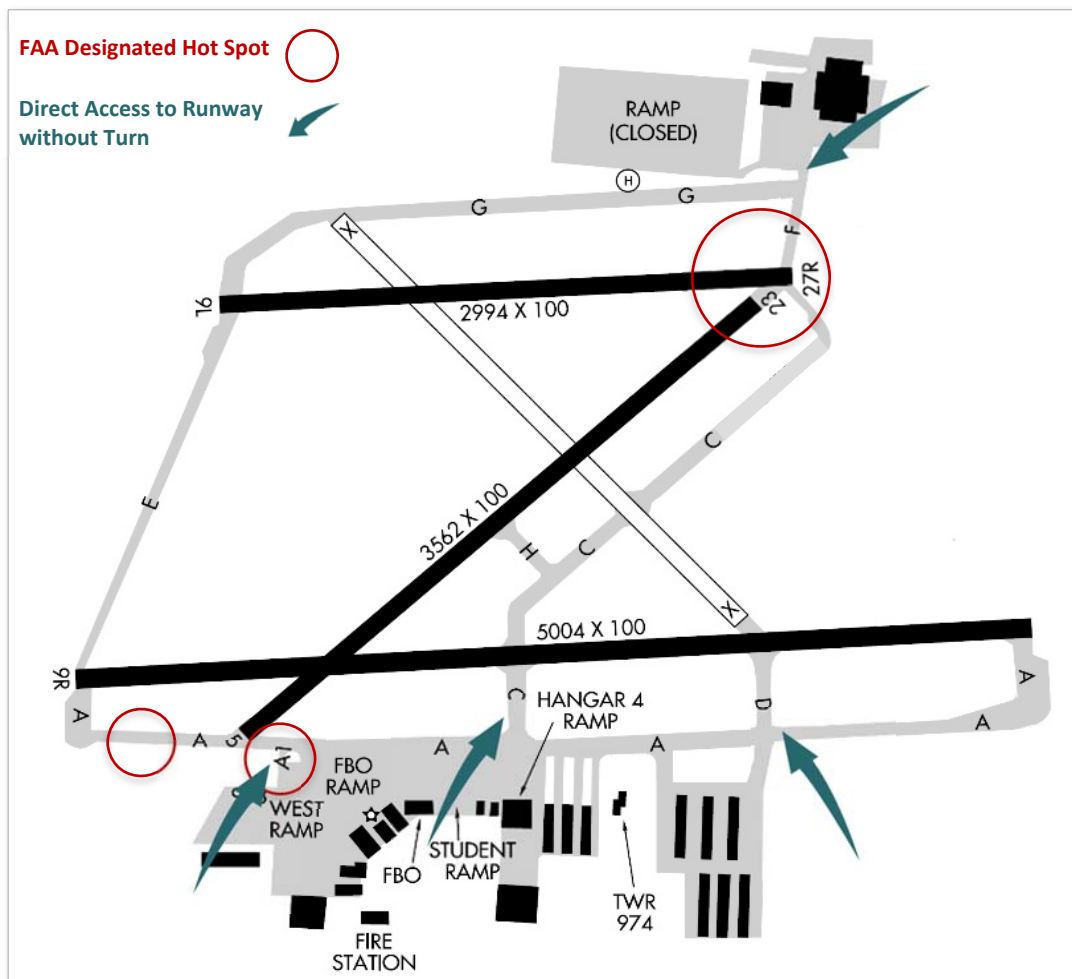 FAA Designated Hot Spot
Direct Access to Runway
without Turn
RAMP
(CLOSED)
H
G
G
F
X
27R
9L
23
2994 X 100
C
E
3562 X 100
H
C
X
5004 X 100
9R
A
C
HANGAR 4
RAMP
D
A
A
A
5
A
A
A1
FBO
RAMP
WEST
RAMP
STUDENT
RAMP
FBO
TWR
974
FIRE
STATION